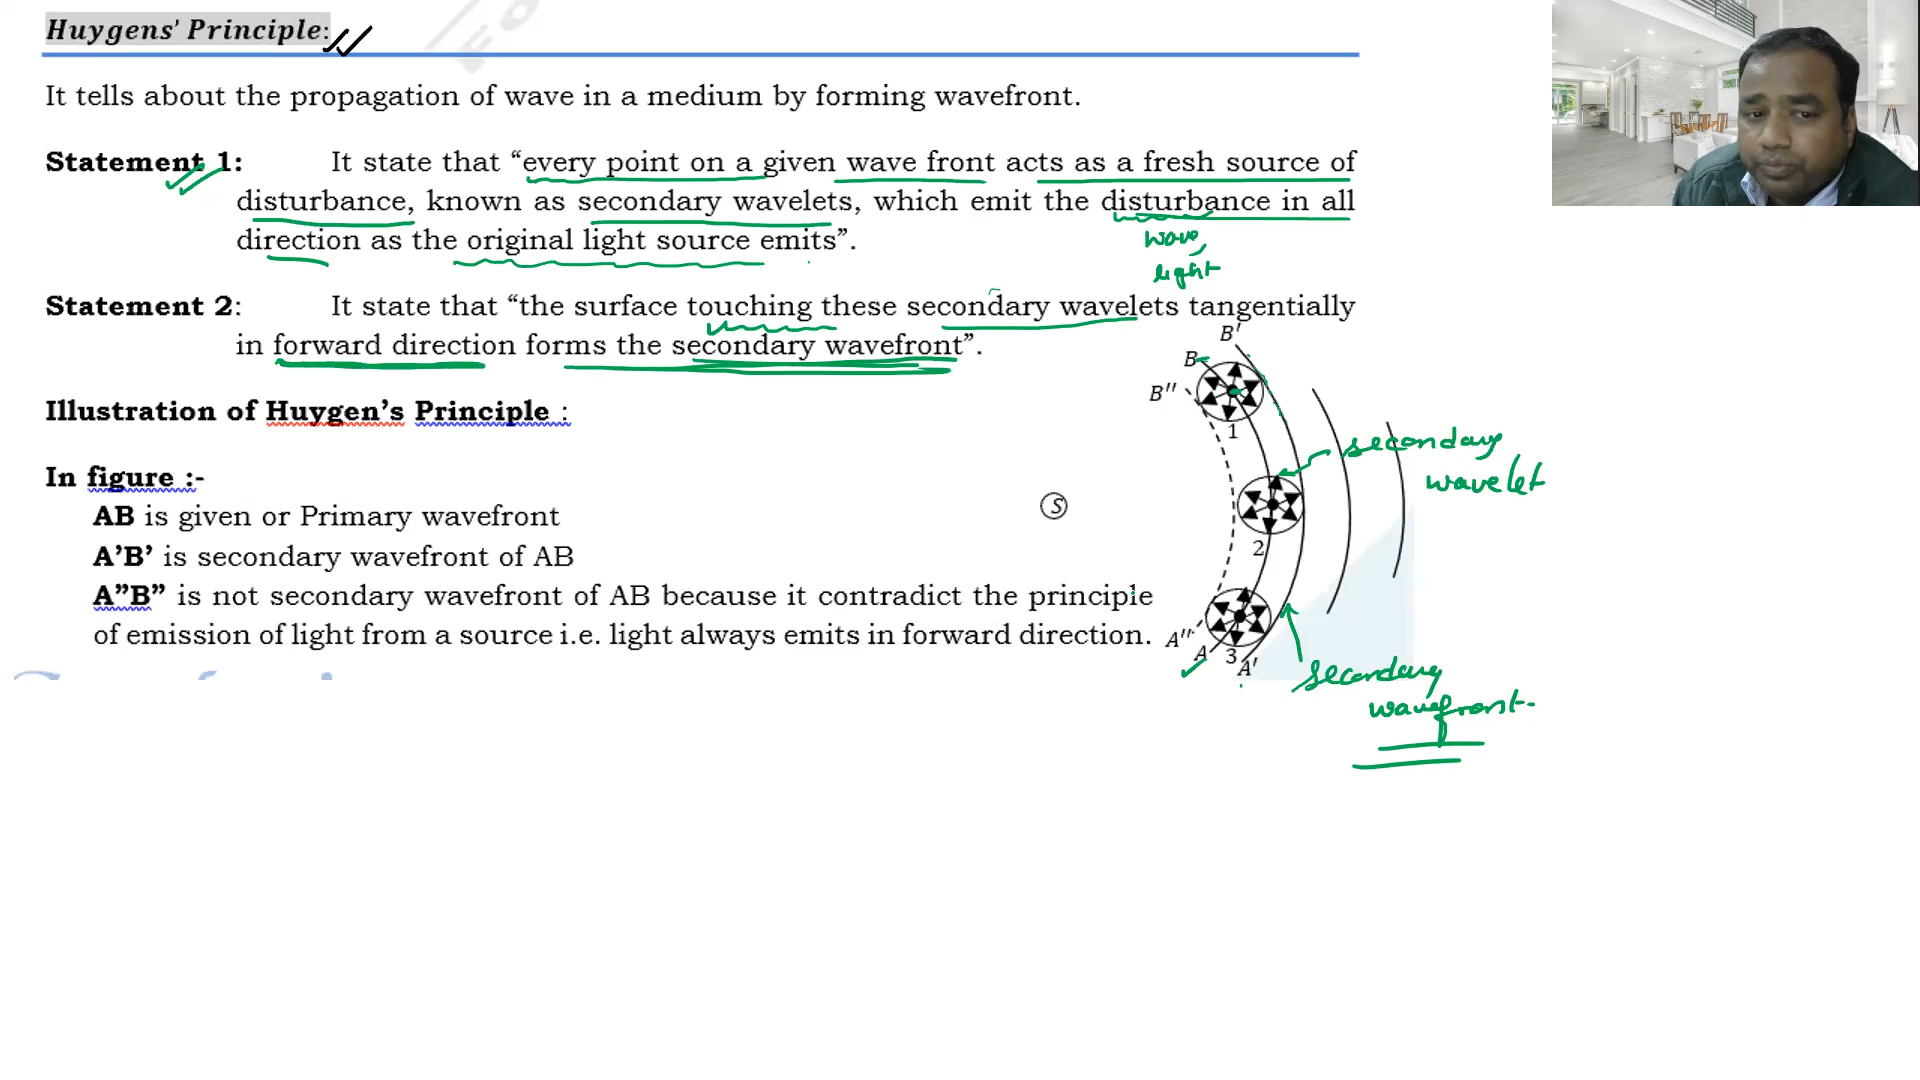 Huygens' Principle:
It tells about the propagation of wave in a medium by forming wavefront.
Statement 1: It state that “every point on a given wave front acts as a fresh source of
disturbance, known as secondary wavelets, which emit the disturbance in all
direction as the original light source emits”.
wave,
light
Statement 2: It state that “the surface touching these secondary wavelets tangentially
in forward direction forms the secondary wavefront”.
Illustration of Huygen’s Principle :
In figure :-
AB is given or Primary wavefront
A’B’ is secondary wavefront of AB
A”B” is not secondary wavefront of AB because it contradict the principle
of emission of light from a source i.e. light always emits in forward direction.
B'
B
B''
1
secondary
wavelet
S
2
A''
A
3
A'
secondary
wavefront.